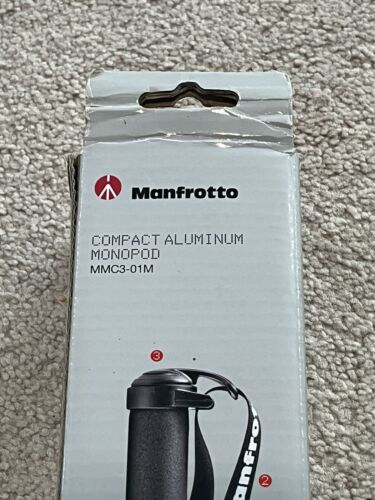 Manfrotto
COMPACT ALUMINUM
MONOPOD
MMC3-01M
3
2